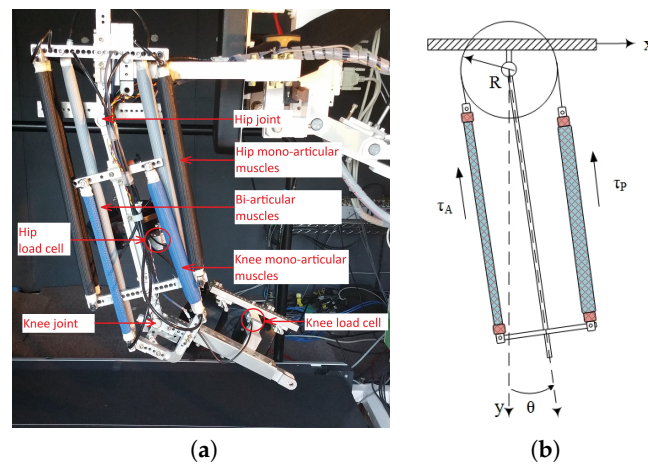 Hip joint
Hip mono-articular
muscles
Bi-articular
muscles
Hip
load cell
Knee mono-articular
muscles
Knee joint
Knee load cell
(a)
x
R
τA
τP
y
θ
(b)